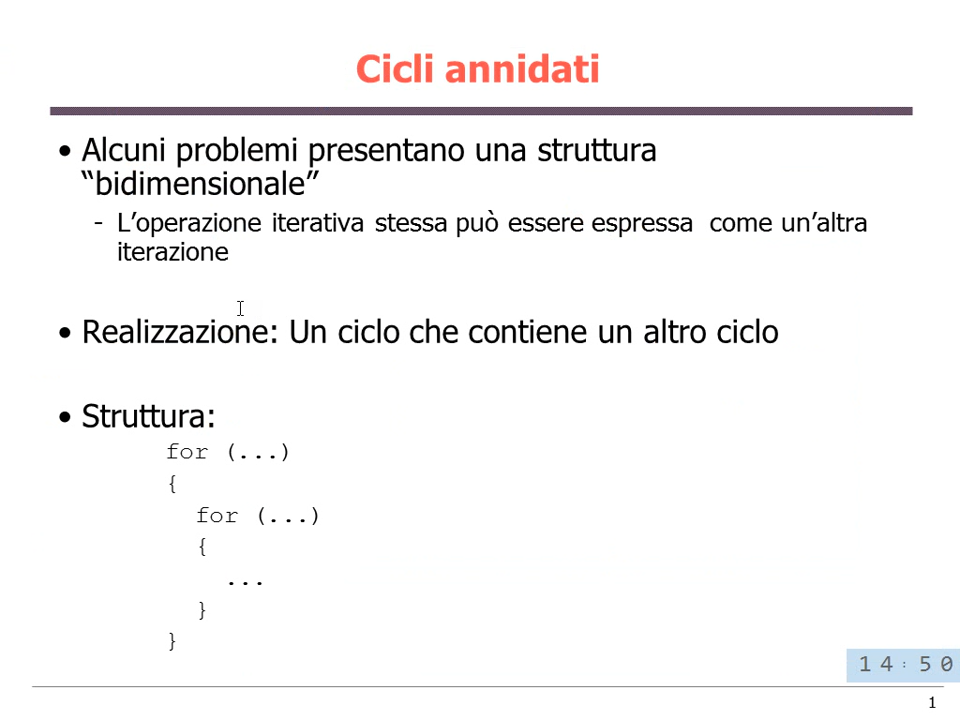 Cicli annidati
• Alcuni problemi presentano una struttura
“bidimensionale”
- L’operazione iterativa stessa può essere espressa come un’altra
iterazione
• Realizzazione: Un ciclo che contiene un altro ciclo
• Struttura:
for (...)
{
for (...)
{
...
}
}
14:50
1